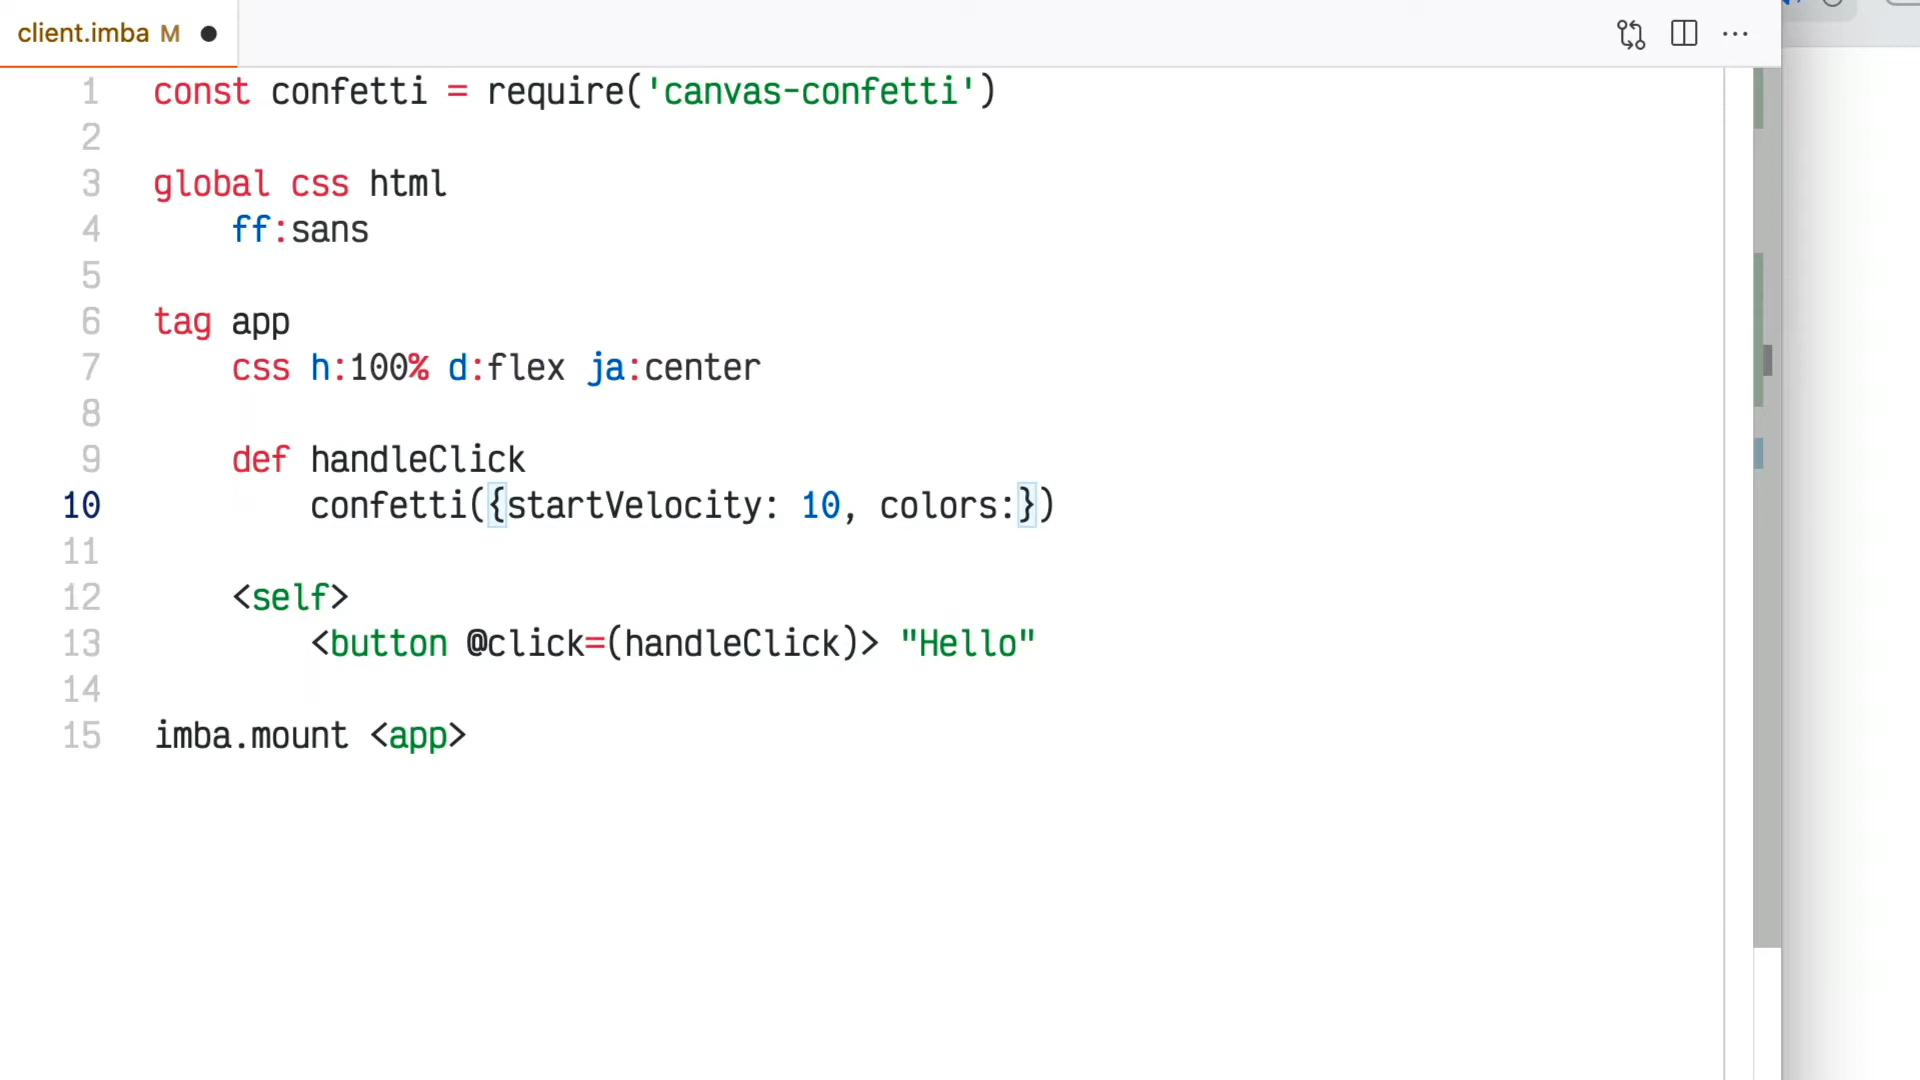 client.imba M
1 const confetti = require('canvas-confetti')
2
3 global css html
4 ff:sans
5
6 tag app
7 css h:100% d:flex ja:center
8
9 def handleClick
10 confetti({startVelocity: 10, colors:})
11
12 <self>
13 <button @click=(handleClick)> "Hello"
14
15 imba.mount <app>